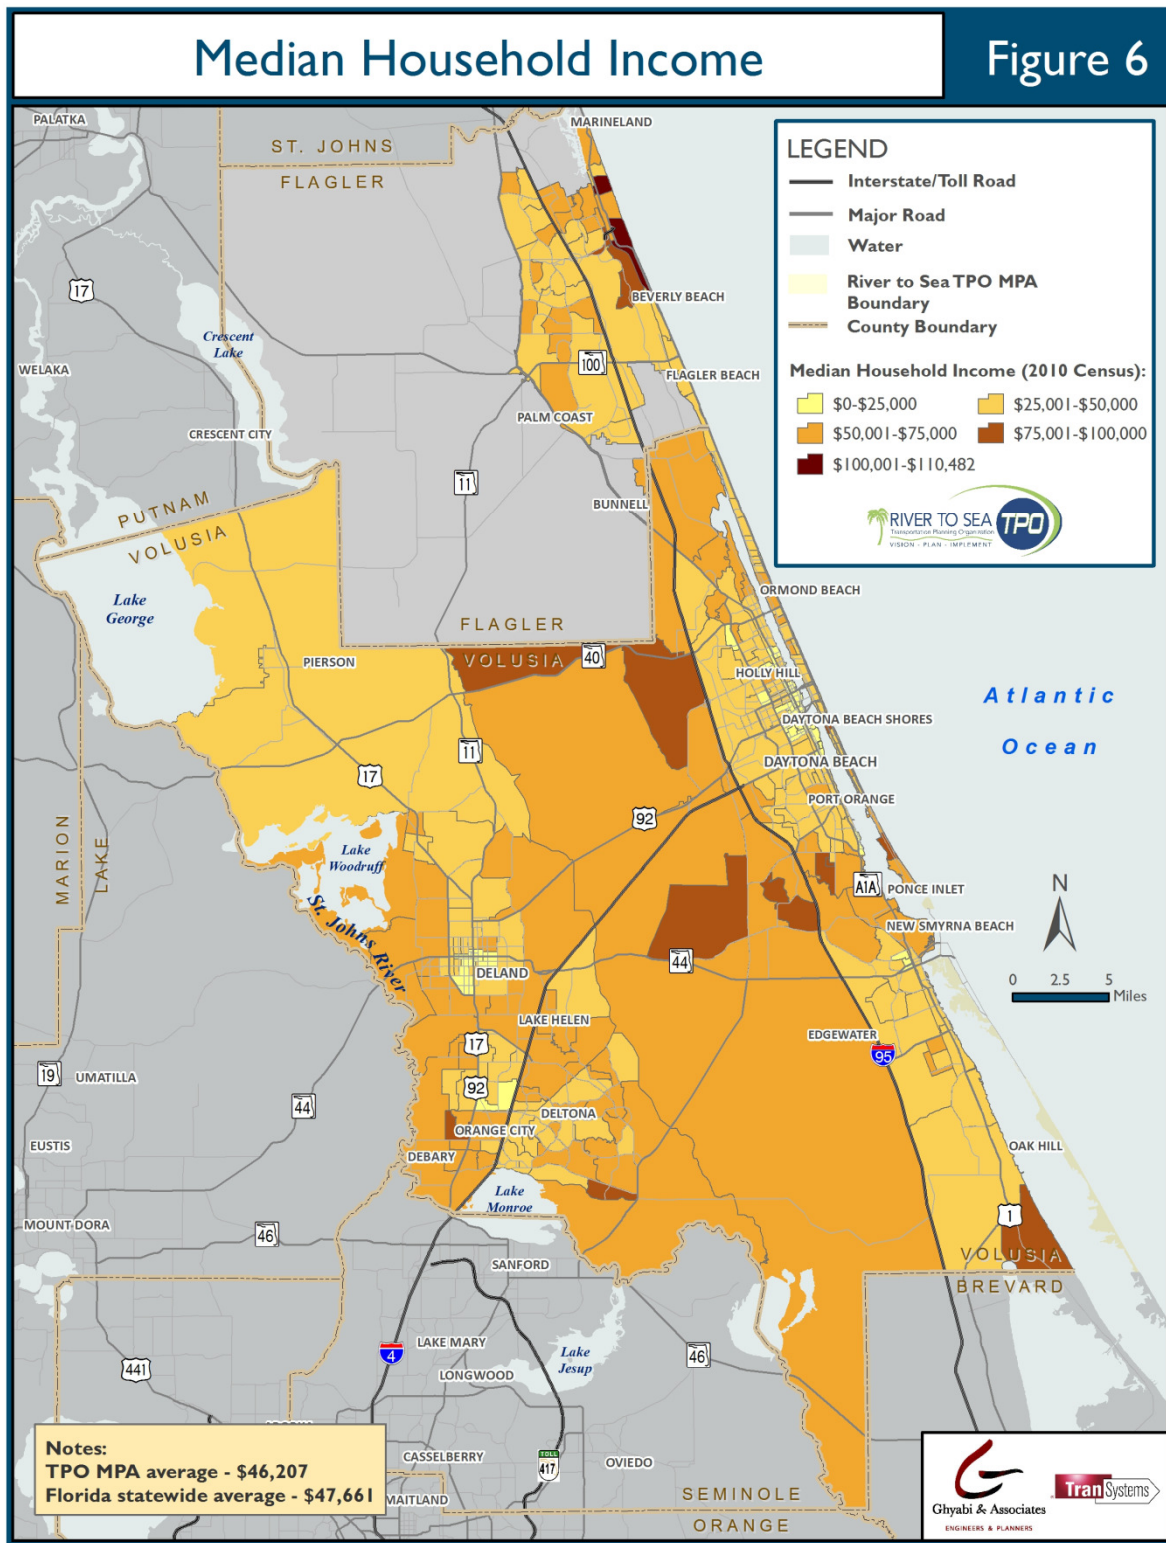 Median Household Income
Figure 6
PALATKA
MARINELAND
ST. JOHNS
FLAGLER
LEGEND
Interstate/Toll Road
Major Road
Water
River to Sea TPO MPA
Boundary
County Boundary
Median Household Income (2010 Census):
$0-$25,000
$25,001-$50,000
$50,001-$75,000
$75,001-$100,000
$100,001-$110,482
RIVER TO SEA
Transportation Planning Organization
VISION - PLAN - IMPLEMENT
TPO
17
BEVERLY BEACH
Crescent
Lake
WELAKA
100
FLAGLER BEACH
PALM COAST
CRESCENT CITY
11
BUNNELL
PUTNAM
VOLUSIA
Lake
George
ORMOND BEACH
FLAGLER
VOLUSIA
40
PIERSON
HOLLY HILL
Atlantic
Ocean
DAYTONA BEACH SHORES
11
DAYTONA BEACH
17
PORT ORANGE
92
MARION
LAKE
Lake
Woodruff
A1A
PONCE INLET
N
St. Johns River
NEW SMYRNA BEACH
44
DELAND
0 2.5 5
Miles
LAKE HELEN
EDGEWATER
17
95
19
UMATILLA
92
44
DELTONA
ORANGE CITY
EUSTIS
OAK HILL
DEBARY
Lake
Monroe
MOUNT DORA
46
1
VOLUSIA
BREVARD
SANFORD
LAKE MARY
4
Lake
Jesup
46
441
LONGWOOD
Notes:
TPO MPA average - $46,207
Florida statewide average - $47,661
CASSELBERRY
TOLL
417
OVIEDO
MAITLAND
SEMINOLE
ORANGE
Ghyabi & Associates
ENGINEERS & PLANNERS
TranSystems